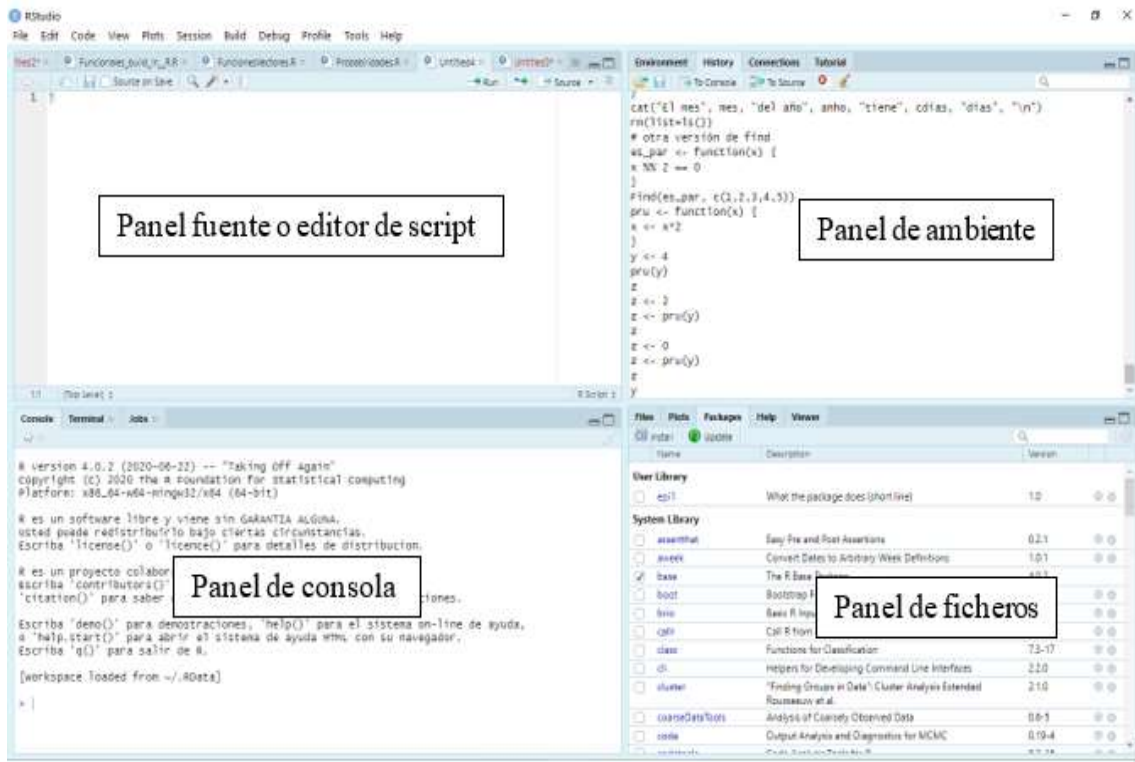 RStudio
File Edit Code View Plots Session Build Debug Profile Tools Help
Funciones_build_in_R.R FuncionesVectores.R Probabilidades.R Untitled4
Source on Save Run Source
1
1:1 (Top Level) R Script
Panel fuente o editor de script
Environment History Connections Tutorial
To Console To Source
cat("El mes", mes, "del año", anho, "tiene", cdias, "dias", "\n")
rm(list=ls())
# otra versión de find
es_par <- function(x) {
x %% 2 == 0
}
Find(es_par, c(1,2,3,4,5))
pru <- function(x) {
x <- x*2
}
y <- 4
pru(y)
z
z <- 2
z <- pru(y)
z
z <- 0
z <- pru(y)
z
y
Panel de ambiente
Console Terminal Jobs
R version 4.0.2 (2020-06-22) -- "Taking Off Again"
Copyright (C) 2020 The R Foundation for Statistical Computing
Platform: x86_64-w64-mingw32/x64 (64-bit)
R es un software libre y viene sin GARANTIA ALGUNA.
Usted puede redistribuirlo bajo ciertas circunstancias.
Escriba 'license()' o 'licence()' para detalles de distribucion.
R es un proyecto colabor
Escriba 'contributors()'
'citation()' para saber ciones.
Escriba 'demo()' para demostraciones, 'help()' para el sistema on-line de ayuda,
o 'help.start()' para abrir el sistema de ayuda HTML con su navegador.
Escriba 'q()' para salir de R.
[Workspace loaded from ~/.RData]
>
Panel de consola
Files Plots Packages Help Viewer
Install Update
Name Description Version
User Library
epi1 What the package does (short line) 1.0
System Library
assertthat Easy Pre and Post Assertions 0.2.1
aweek Convert Dates to Arbitrary Week Definitions 1.0.1
base The R Base Package 4.0.2
boot Bootstrap F
brio Basic R Inpu
callr Call R from
class Functions for Classification 7.3-17
cli Helpers for Developing Command Line Interfaces 2.2.0
cluster "Finding Groups in Data": Cluster Analysis Extended 2.1.0
Rousseeuw et al.
coarseDataTools Analysis of Coarsely Observed Data 0.6-5
coda Output Analysis and Diagnostics for MCMC 0.19-4
Panel de ficheros